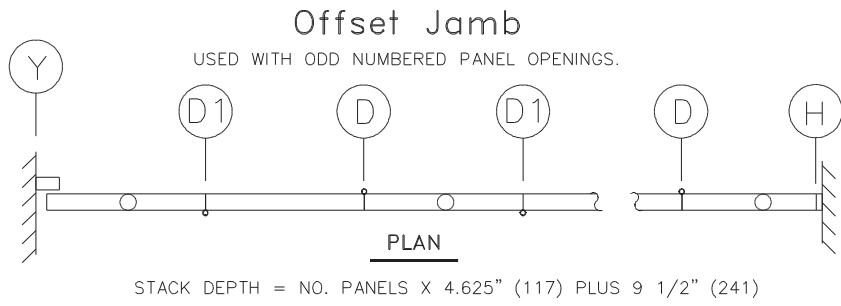 Offset Jamb
USED WITH ODD NUMBERED PANEL OPENINGS.
Y
D1
D
D1
D
H
PLAN
STACK DEPTH = NO. PANELS X 4.625" (117) PLUS 9 1/2" (241)